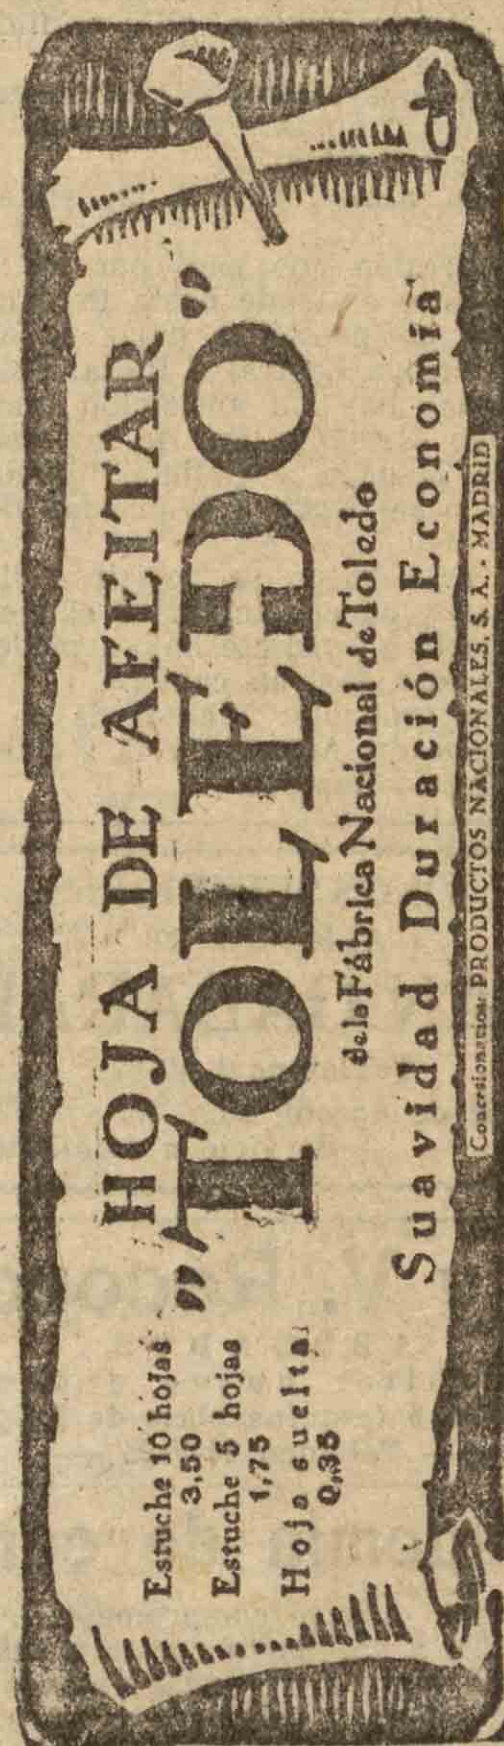 Estuche 10 hojas
3,50
Estuche 5 hojas
1,75
Hoja suelta
0,35
HOJA DE AFEITAR
"TOLEDO"
de la Fábrica Nacional de Toledo
Suavidad Duración Economía
Concesionarios: PRODUCTOS NACIONALES, S. A. - MADRID